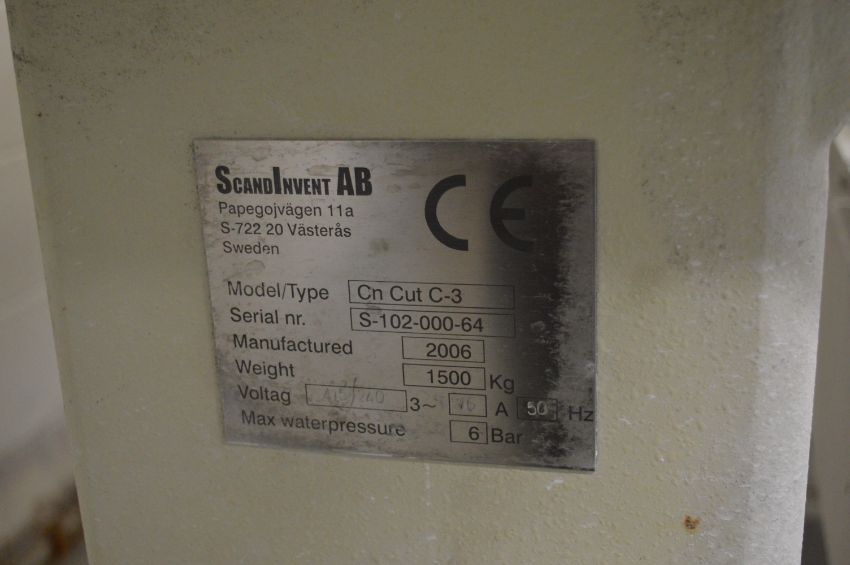 ScandInvent AB
CE
Papegojvägen 11a
S-722 20 Västerås
Sweden
Model/Type Cn Cut C-3
Serial nr. S-102-000-64
Manufactured 2006
Weight 1500 Kg
Voltag 3~ A 50 Hz
Max waterpressure 6 Bar